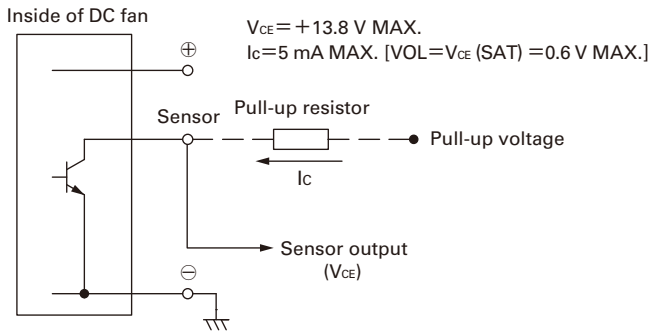 Inside of DC fan
VCE=+13.8 V MAX.
Ic=5 mA MAX. [VOL=VCE (SAT) =0.6 V MAX.]
⊕
Sensor
Pull-up resistor
Pull-up voltage
Ic
Sensor output
(VCE)
⊖